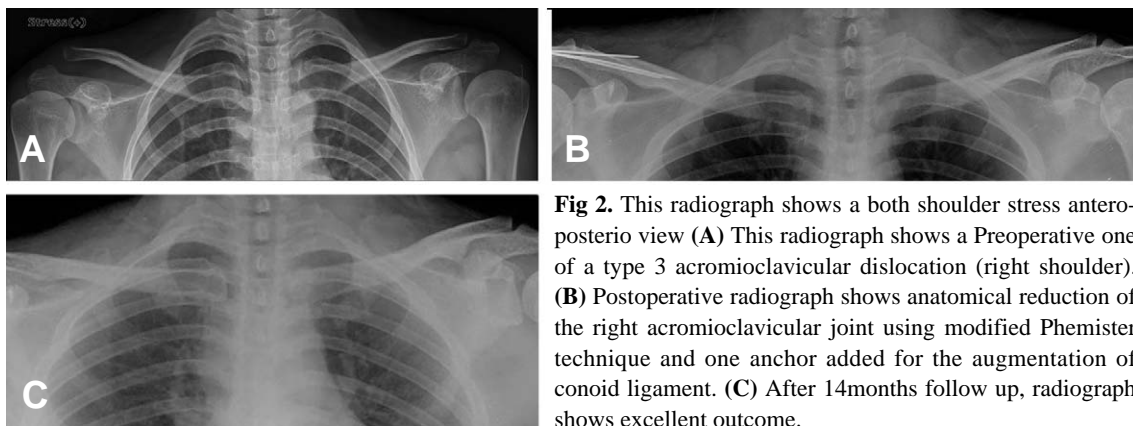 Stress(+)
A
B
C
Fig 2. This radiograph shows a both shoulder stress antero-
posterio view (A) This radiograph shows a Preoperative one
of a type 3 acromioclavicular dislocation (right shoulder).
(B) Postoperative radiograph shows anatomical reduction of
the right acromioclavicular joint using modified Phemister
technique and one anchor added for the augmentation of
conoid ligament. (C) After 14months follow up, radiograph
shows excellent outcome.